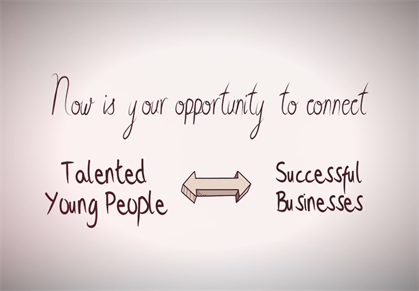 Now is your opportunity to connect
Talented
Young People
Successful
Businesses